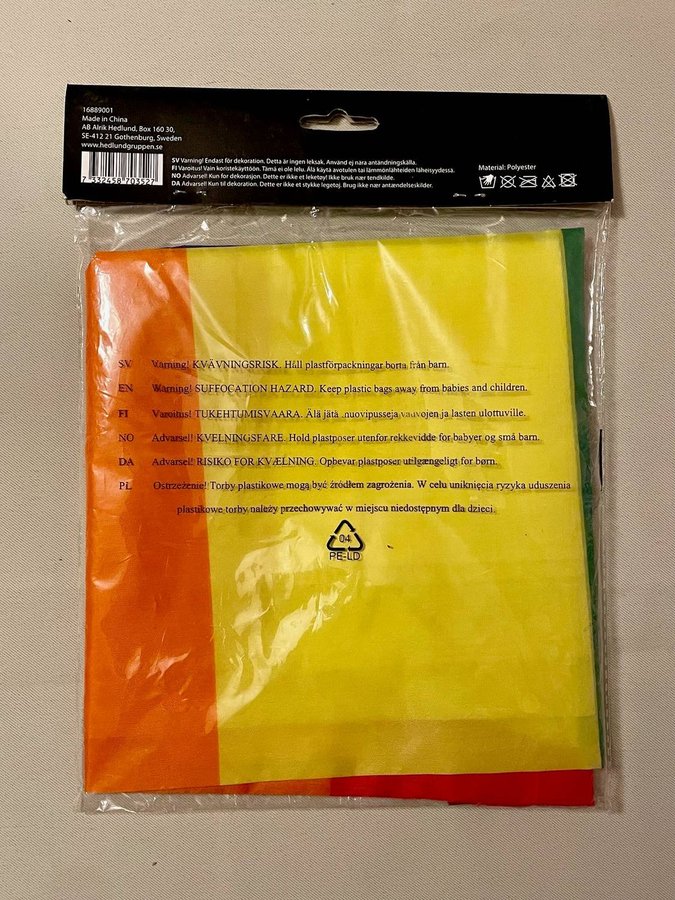 16889001
Made in China
AB Alrik Hedlund, Box 160 30,
SE-412 21 Gothenburg, Sweden
www.hedlundgruppen.se
7 332458 703527
SV Varning! Endast för dekoration. Detta är ingen leksak. Använd ej nära antändningskälla.
FI Varoitus! Vain koristekäyttöön. Tämä ei ole lelu. Älä käytä avotulen tai lämmönlähteiden läheisyydessä.
NO Advarsel! Kun for dekorasjon. Dette er ikke et leketøy! Ikke bruk nær tendkilde.
DA Advarsel! Kun til dekoration. Dette er ikke et stykke legetøj. Brug ikke nær antændelseskilder.
Material: Polyester
SV Warning! KVÄVNINGSRISK. Håll plastförpackningar borta från barn.
EN Warning! SUFFOCATION HAZARD. Keep plastic bags away from babies and children.
FI Varoitus! TUKEHTUMISVAARA. Älä jätä muovipusseja vauvojen ja lasten ulottuville.
NO Advarsel! KVELNINGSFARE. Hold plastposer utenfor rekkevidde for babyer og små barn.
DA Advarsel! RISIKO FOR KVÆLNING. Opbevar plastposer utilgængeligt for børn.
PL Ostrzeżenie! Torby plastikowe mogą być źródłem zagrożenia. W celu uniknięcia ryzyka uduszenia
plastikowe torby należy przechowywać w miejscu niedostępnym dla dzieci.
04
PE-LD